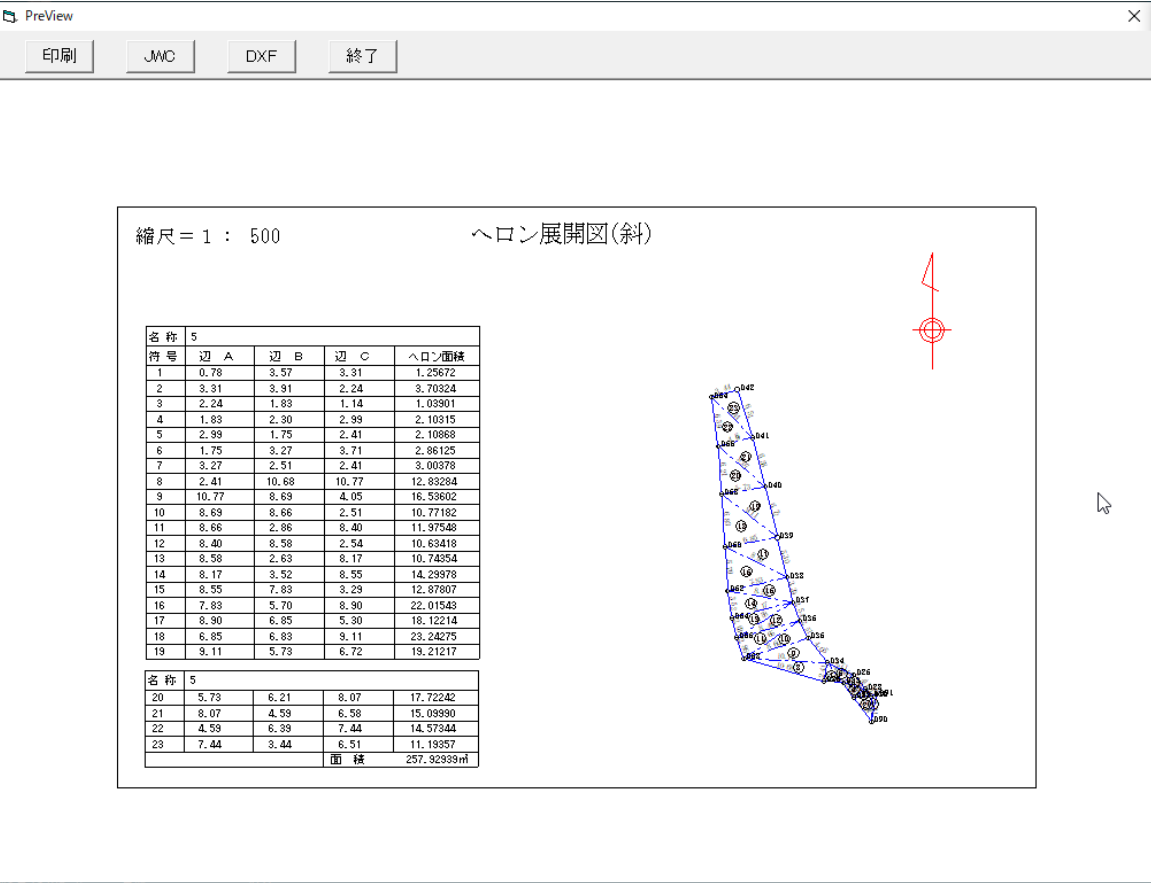 PreView
印刷 JWC DXF 終了
縮尺＝1 : 500
ヘロン展開図(斜)
名称 5
符号 辺 A 辺 B 辺 C ヘロン面積
1 0.78 3.57 3.31 1.25672
2 3.31 3.91 2.24 3.70324
3 2.24 1.83 1.14 1.03901
4 1.83 2.30 2.99 2.10315
5 2.99 1.75 2.41 2.10868
6 1.75 3.27 3.71 2.86125
7 3.27 2.51 2.41 3.00378
8 2.41 10.68 10.77 12.83284
9 10.77 8.69 4.05 16.53602
10 8.69 8.66 2.51 10.77182
11 8.66 2.86 8.40 11.97548
12 8.40 8.58 2.54 10.63418
13 8.58 2.63 8.17 10.74354
14 8.17 3.52 8.55 14.29978
15 8.55 7.83 3.29 12.87807
16 7.83 5.70 8.90 22.01543
17 8.90 6.85 5.30 18.12214
18 6.85 6.83 9.11 23.24275
19 9.11 5.73 6.72 19.21217
名称 5
20 5.73 6.21 8.07 17.72242
21 8.07 4.59 6.58 15.09990
22 4.59 6.39 7.44 14.57344
23 7.44 3.44 6.51 11.19357
面 積 257.92939㎡
042
041
040
039
038
037
036
034